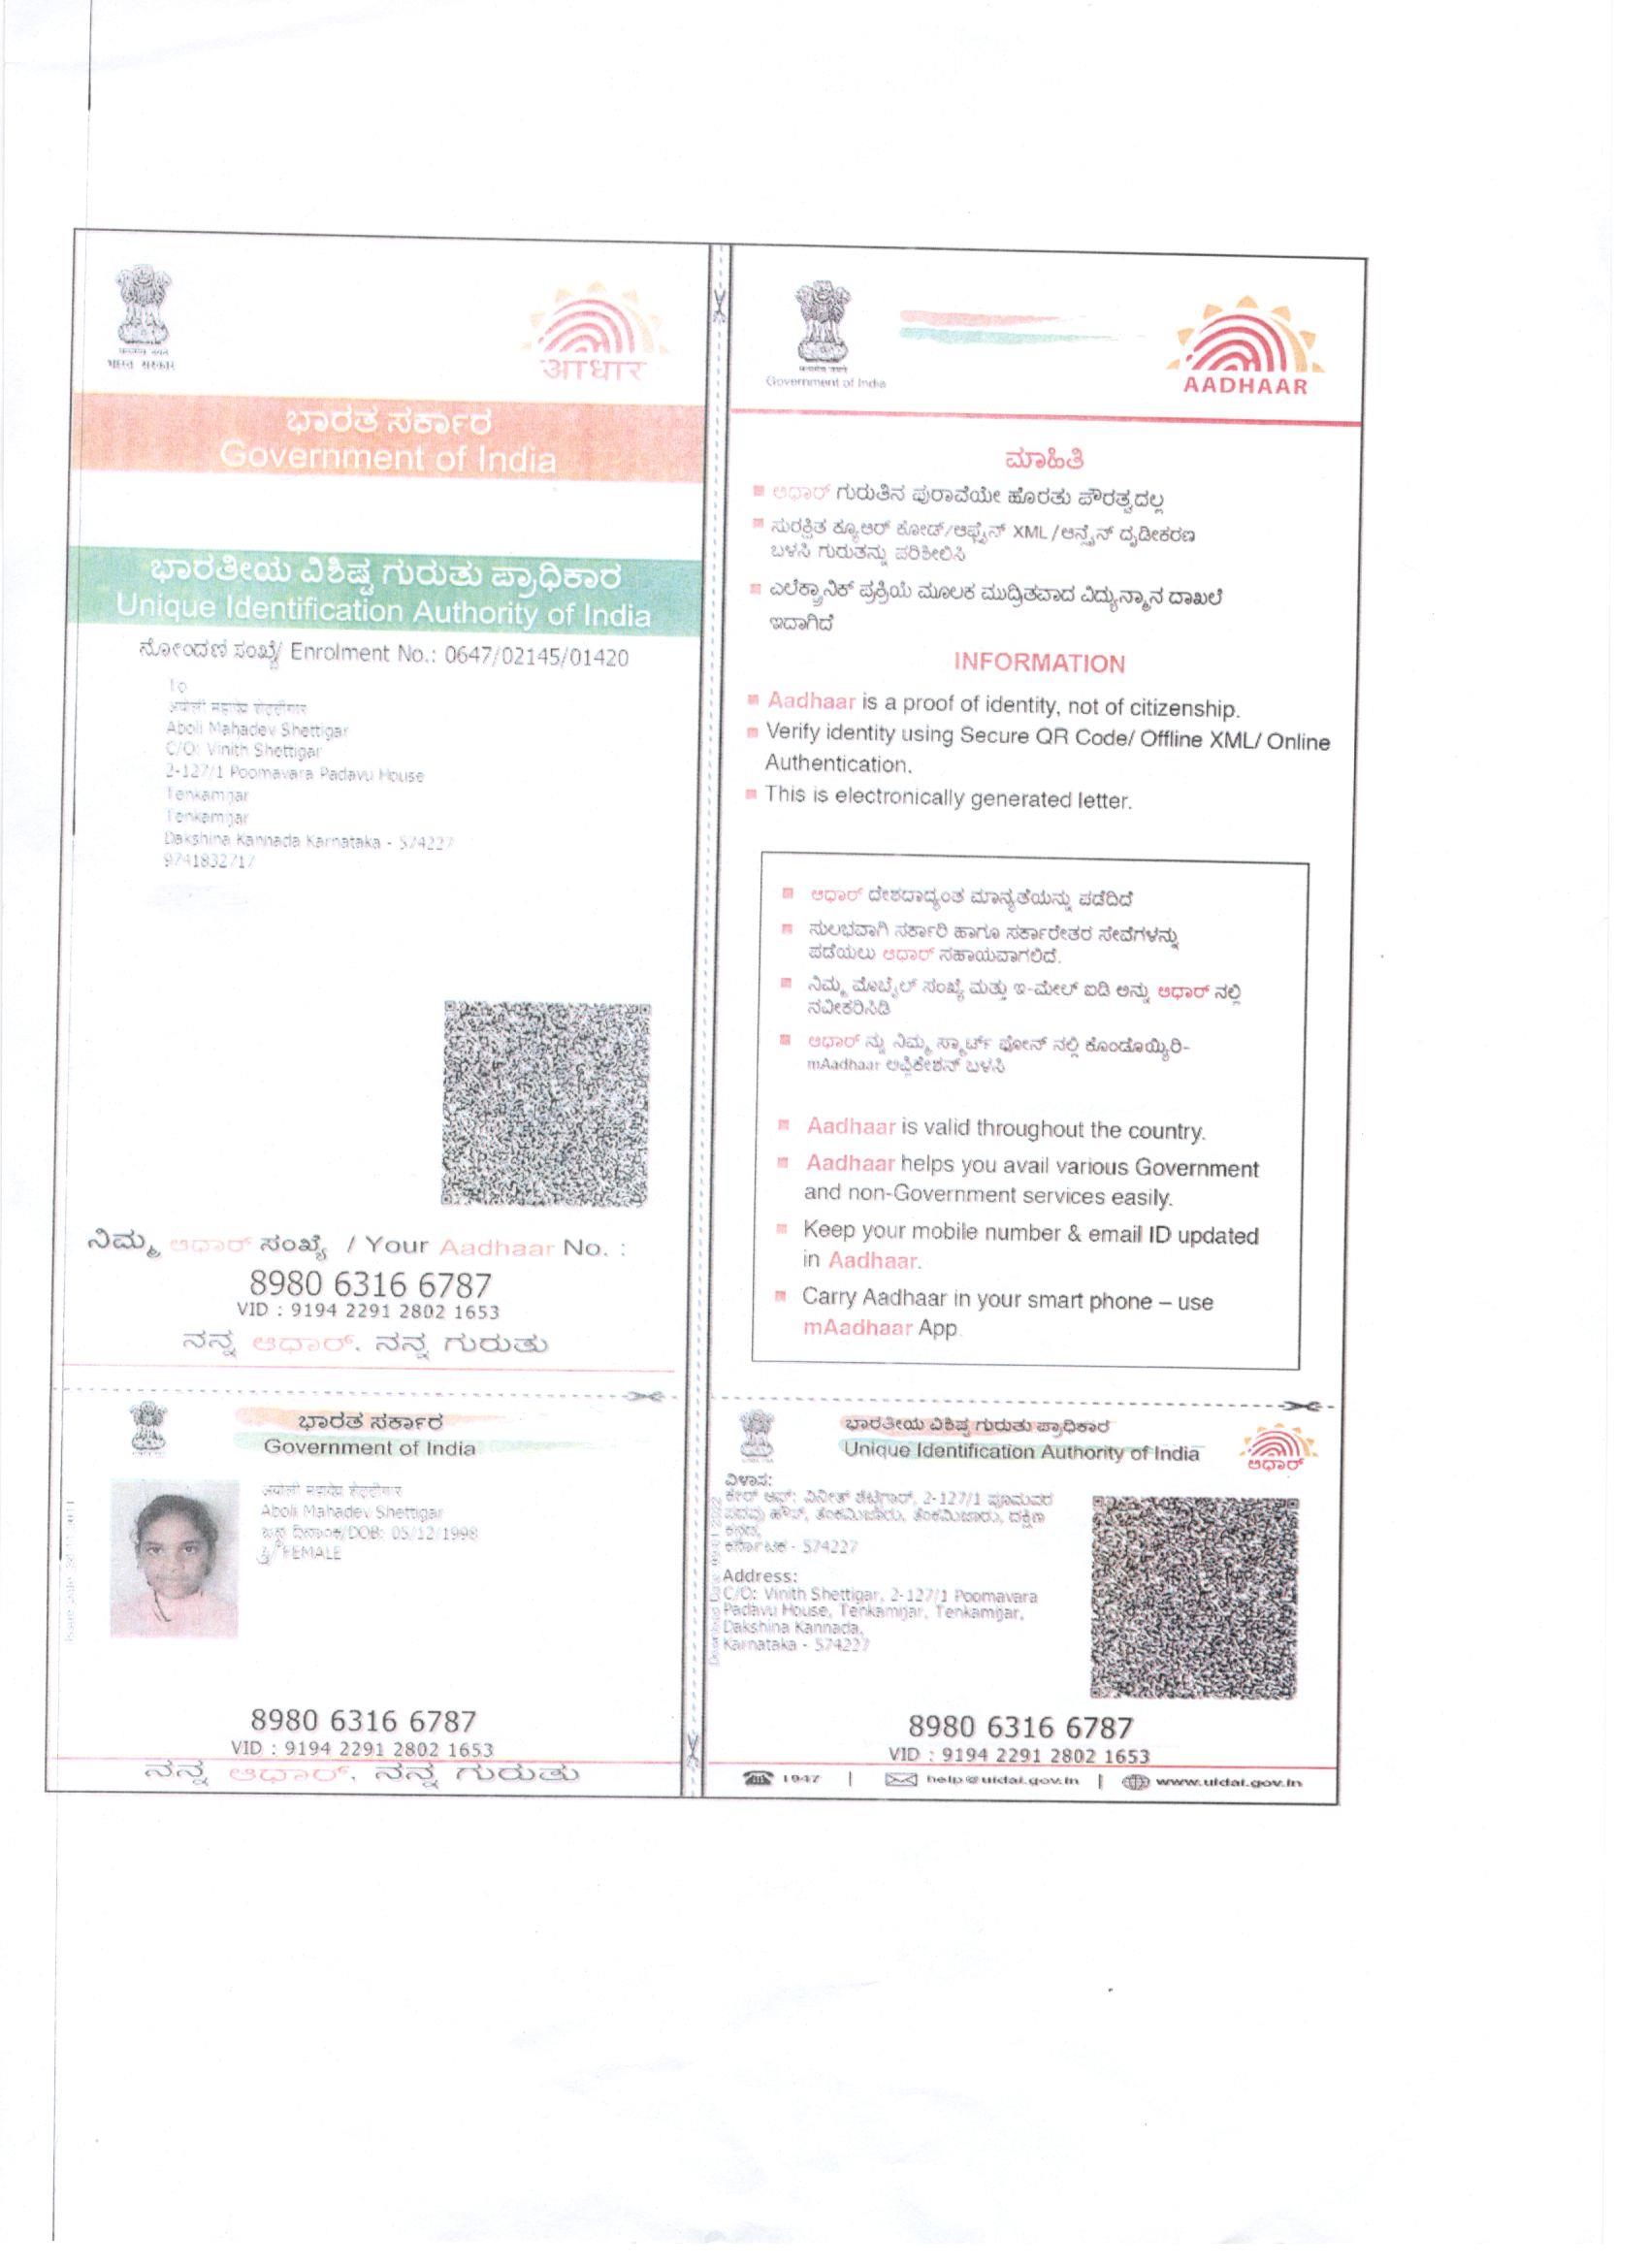 भारत सरकार
आधार
ಭಾರತ ಸರ್ಕಾರ
Government of India
ಭಾರತೀಯ ವಿಶಿಷ್ಟ ಗುರುತು ಪ್ರಾಧಿಕಾರ
Unique Identification Authority of India
ನೋಂದಣಿ ಸಂಖ್ಯೆ/ Enrolment No.: 0647/02145/01420
To
Aboli Mahadev Shettigar
C/O: Vinith Shettigar
2-127/1 Poomavara Padavu House
Tenkamijar
Tenkamijar
Dakshina Kannada Karnataka - 574227
9741832717
ನಿಮ್ಮ ಆಧಾರ್ ಸಂಖ್ಯೆ / Your Aadhaar No. :
8980 6316 6787
VID : 9194 2291 2802 1653
ನನ್ನ ಆಧಾರ್, ನನ್ನ ಗುರುತು
Government of India
AADHAAR
ಮಾಹಿತಿ
ಆಧಾರ್ ಗುರುತಿನ ಪುರಾವೆಯೇ ಹೊರತು ಪೌರತ್ವದಲ್ಲ
ಸುರಕ್ಷಿತ ಕ್ಯೂಆರ್ ಕೋಡ್/ಆಫ್ಲೈನ್ XML/ಆನ್ಲೈನ್ ದೃಡೀಕರಣ
ಬಳಸಿ ಗುರುತನ್ನು ಪರಿಶೀಲಿಸಿ
ಎಲೆಕ್ಟ್ರಾನಿಕ್ ಪ್ರಕ್ರಿಯೆ ಮೂಲಕ ಮುದ್ರಿತವಾದ ವಿದ್ಯುನ್ಮಾನ ದಾಖಲೆ
ಇದಾಗಿದೆ
INFORMATION
Aadhaar is a proof of identity, not of citizenship.
Verify identity using Secure QR Code/ Offline XML/ Online
Authentication.
This is electronically generated letter.
ಆಧಾರ್ ದೇಶದಾದ್ಯಂತ ಮಾನ್ಯತೆಯನ್ನು ಪಡೆದಿದೆ
ಸುಲಭವಾಗಿ ಸರ್ಕಾರಿ ಹಾಗೂ ಸರ್ಕಾರೇತರ ಸೇವೆಗಳನ್ನು
ಪಡೆಯಲು ಆಧಾರ್ ಸಹಾಯವಾಗಲಿದೆ.
ನಿಮ್ಮ ಮೊಬೈಲ್ ಸಂಖ್ಯೆ ಮತ್ತು ಇ-ಮೇಲ್ ಐಡಿ ಅನ್ನು ಆಧಾರ್ ನಲ್ಲಿ
ನವೀಕರಿಸಿಡಿ
ಆಧಾರ್ ನ್ನು ನಿಮ್ಮ ಸ್ಮಾರ್ಟ್ ಫೋನ್ ನಲ್ಲಿ ಕೊಂಡೊಯ್ಯಿರಿ-
mAadhaar ಅಪ್ಲಿಕೇಶನ್ ಬಳಸಿ
Aadhaar is valid throughout the country.
Aadhaar helps you avail various Government
and non-Government services easily.
Keep your mobile number & email ID updated
in Aadhaar.
Carry Aadhaar in your smart phone – use
mAadhaar App.
ಭಾರತ ಸರ್ಕಾರ
Government of India
Aboli Mahadev Shettigar
ಜನ್ಮ ದಿನಾಂಕ/DOB: 05/12/1998
FEMALE
8980 6316 6787
VID : 9194 2291 2802 1653
ನನ್ನ ಆಧಾರ್, ನನ್ನ ಗುರುತು
ಭಾರತೀಯ ವಿಶಿಷ್ಟ ಗುರುತು ಪ್ರಾಧಿಕಾರ
Unique Identification Authority of India
ಆಧಾರ್
ವಿಳಾಸ:
ಕೇರ್ ಆಫ್: ವಿನೀತ್ ಶೆಟ್ಟಿಗಾರ್, 2-127/1 ಪೂಮವರ
ಪದವು ಹೌಸ್, ತೆಂಕಮಿಜಾರು, ತೆಂಕಮಿಜಾರು, ದಕ್ಷಿಣ
ಕನ್ನಡ,
ಕರ್ನಾಟಕ - 574227
Address:
C/O: Vinith Shettigar, 2-127/1 Poomavara
Padavu House, Tenkamijar, Tenkamijar,
Dakshina Kannada,
Karnataka - 574227
8980 6316 6787
VID : 9194 2291 2802 1653
1947 | help@uidai.gov.in | www.uidai.gov.in